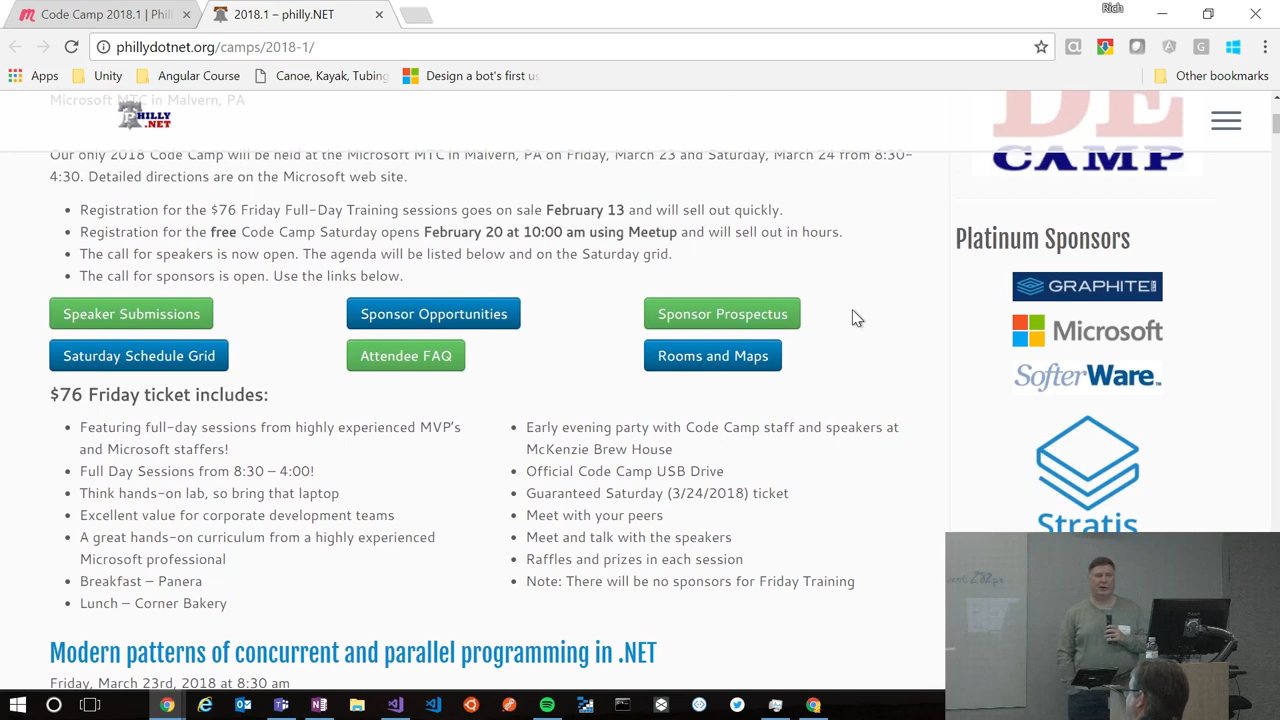 Code Camp 2018.1 | Phil
2018.1 – philly.NET
Rich
phillydotnet.org/camps/2018-1/
Apps
Unity
Angular Course
Canoe, Kayak, Tubing
Design a bot's first us
Other bookmarks
Microsoft MTC in Malvern, PA
PHILLY
.NET
DE
CAMP
Our only 2018 Code Camp will be held at the Microsoft MTC in Malvern, PA on Friday, March 23 and Saturday, March 24 from 8:30-
4:30. Detailed directions are on the Microsoft web site.
Registration for the $76 Friday Full-Day Training sessions goes on sale February 13 and will sell out quickly.
Registration for the free Code Camp Saturday opens February 20 at 10:00 am using Meetup and will sell out in hours.
The call for speakers is now open. The agenda will be listed below and on the Saturday grid.
The call for sponsors is open. Use the links below.
Speaker Submissions
Sponsor Opportunities
Sponsor Prospectus
Saturday Schedule Grid
Attendee FAQ
Rooms and Maps
$76 Friday ticket includes:
Featuring full-day sessions from highly experienced MVP's
and Microsoft staffers!
Full Day Sessions from 8:30 – 4:00!
Think hands-on lab, so bring that laptop
Excellent value for corporate development teams
A great hands-on curriculum from a highly experienced
Microsoft professional
Breakfast – Panera
Lunch – Corner Bakery
Early evening party with Code Camp staff and speakers at
McKenzie Brew House
Official Code Camp USB Drive
Guaranteed Saturday (3/24/2018) ticket
Meet with your peers
Meet and talk with the speakers
Raffles and prizes in each session
Note: There will be no sponsors for Friday Training
Modern patterns of concurrent and parallel programming in .NET
Friday, March 23rd, 2018 at 8:30 am
Platinum Sponsors
GRAPHITE
Microsoft
SofterWare
Stratis